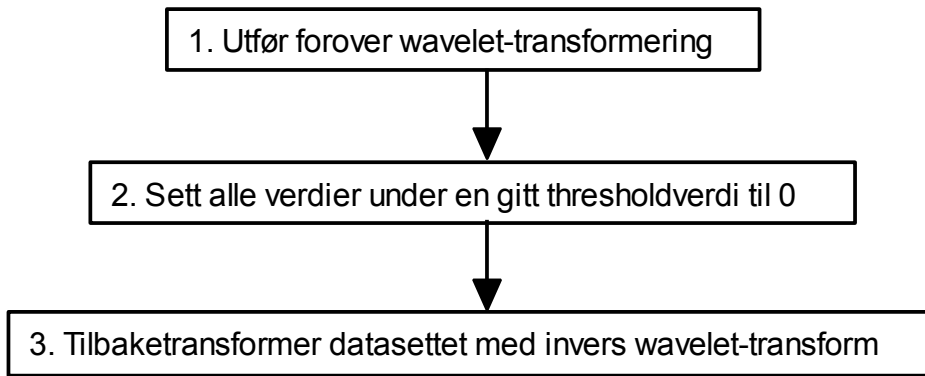 1. Utfør forover wavelet-transformering
2. Sett alle verdier under en gitt thresholdverdi til 0
3. Tilbaketransformer datasettet med invers wavelet-transform